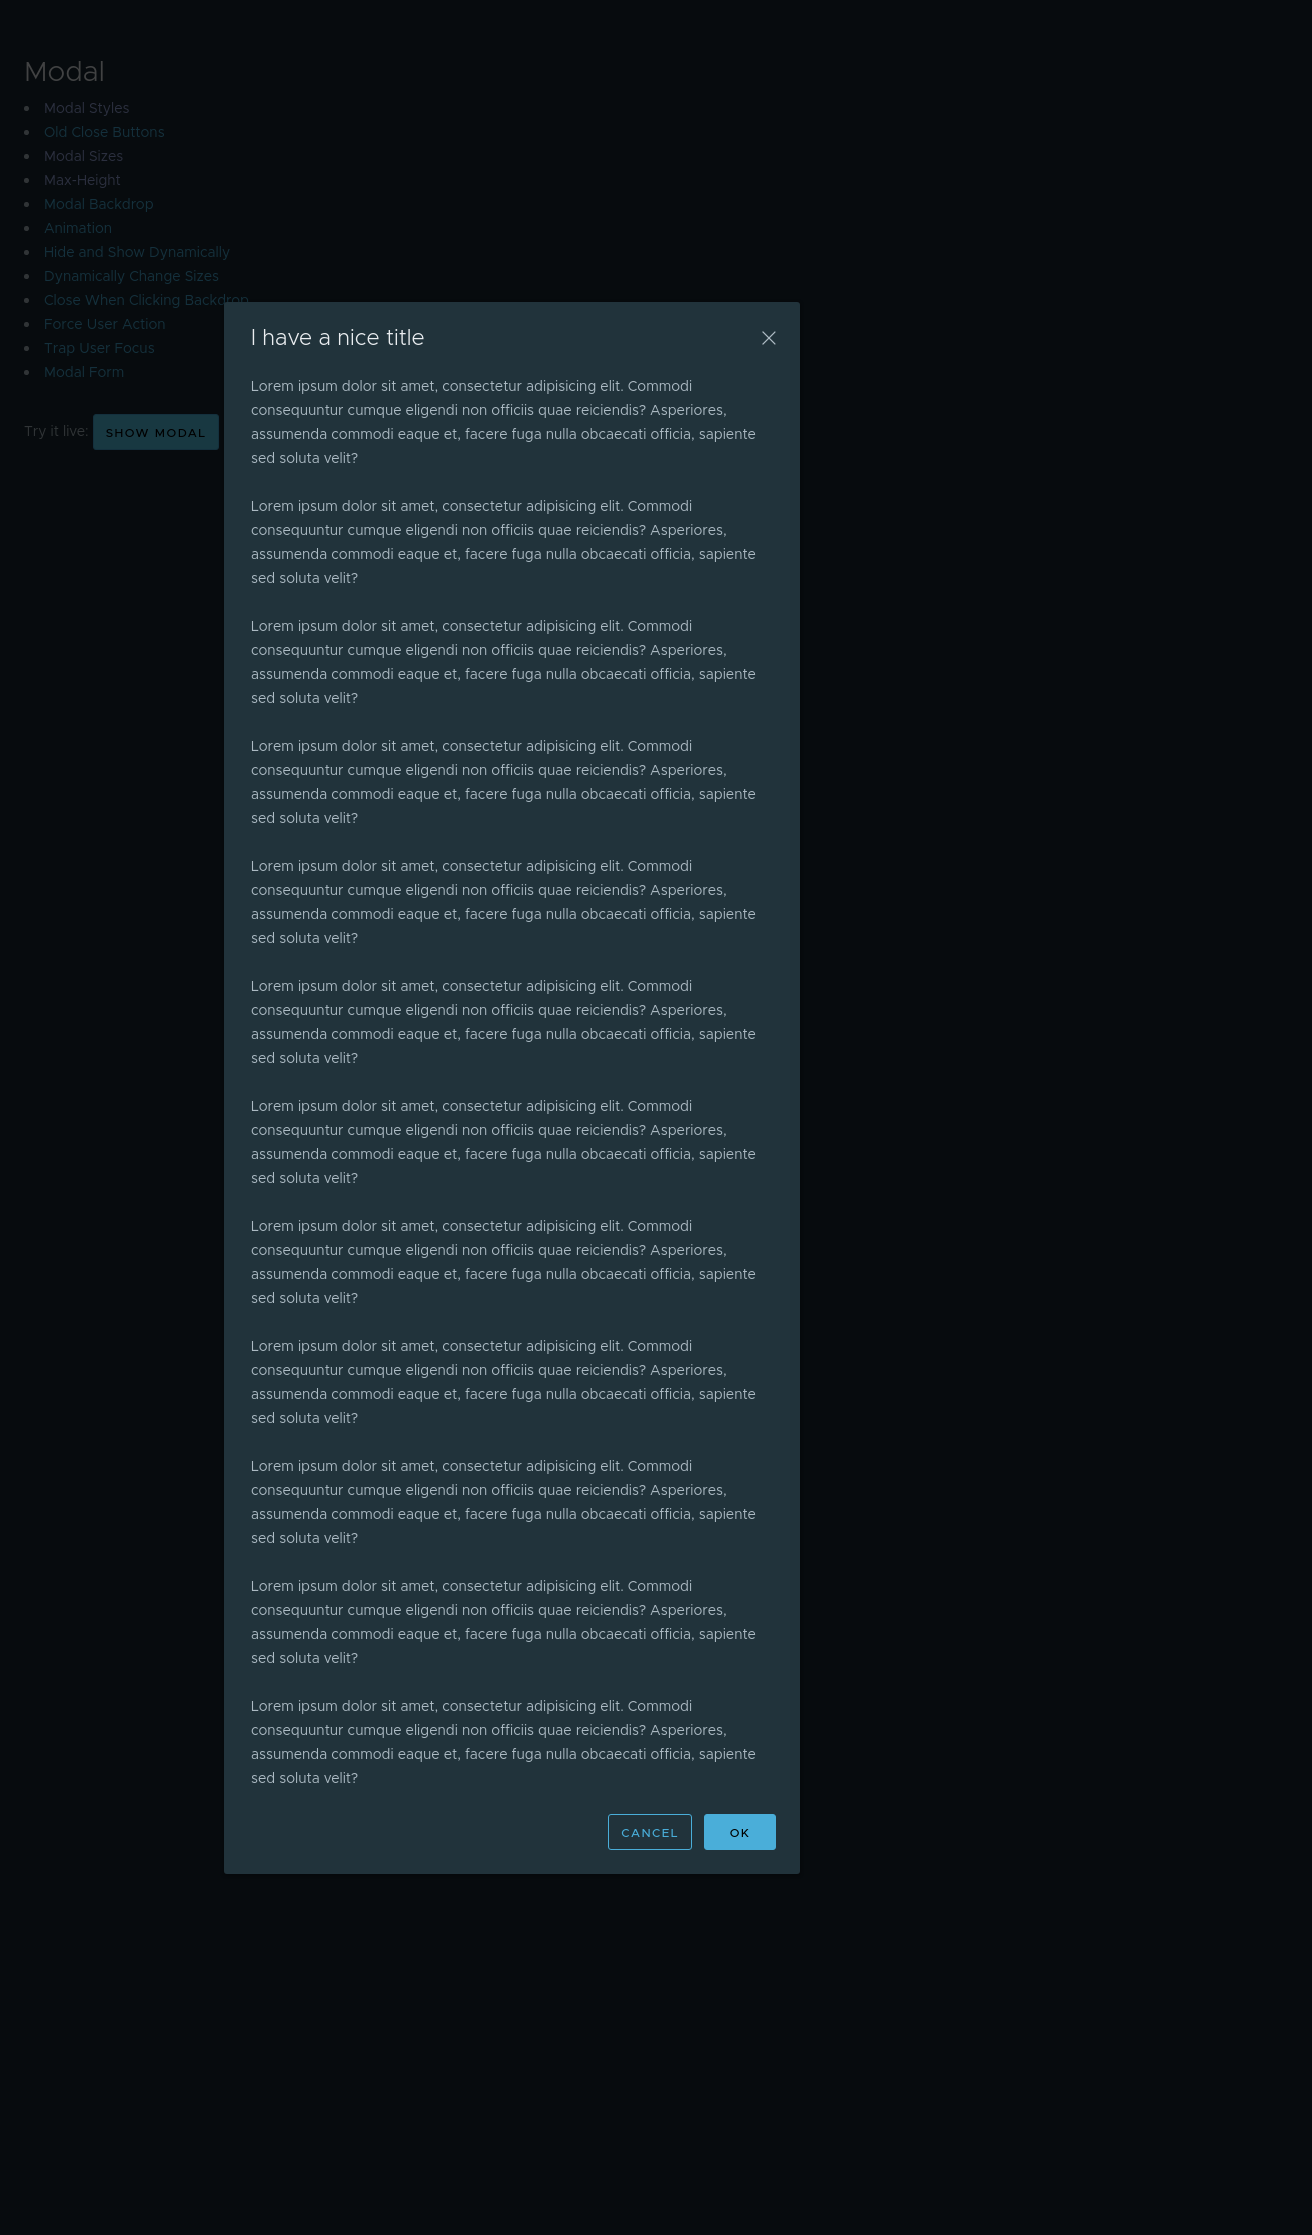 Modal
Modal Styles
Old Close Buttons
Modal Sizes
Max-Height
Modal Backdrop
Animation
Hide and Show Dynamically
Dynamically Change Sizes
Close When Clicking Backdrop
Force User Action
Trap User Focus
Modal Form
Try it live: SHOW MODAL
I have a nice title
Lorem ipsum dolor sit amet, consectetur adipisicing elit. Commodi
consequuntur cumque eligendi non officiis quae reiciendis? Asperiores,
assumenda commodi eaque et, facere fuga nulla obcaecati officia, sapiente
sed soluta velit?
Lorem ipsum dolor sit amet, consectetur adipisicing elit. Commodi
consequuntur cumque eligendi non officiis quae reiciendis? Asperiores,
assumenda commodi eaque et, facere fuga nulla obcaecati officia, sapiente
sed soluta velit?
Lorem ipsum dolor sit amet, consectetur adipisicing elit. Commodi
consequuntur cumque eligendi non officiis quae reiciendis? Asperiores,
assumenda commodi eaque et, facere fuga nulla obcaecati officia, sapiente
sed soluta velit?
Lorem ipsum dolor sit amet, consectetur adipisicing elit. Commodi
consequuntur cumque eligendi non officiis quae reiciendis? Asperiores,
assumenda commodi eaque et, facere fuga nulla obcaecati officia, sapiente
sed soluta velit?
Lorem ipsum dolor sit amet, consectetur adipisicing elit. Commodi
consequuntur cumque eligendi non officiis quae reiciendis? Asperiores,
assumenda commodi eaque et, facere fuga nulla obcaecati officia, sapiente
sed soluta velit?
Lorem ipsum dolor sit amet, consectetur adipisicing elit. Commodi
consequuntur cumque eligendi non officiis quae reiciendis? Asperiores,
assumenda commodi eaque et, facere fuga nulla obcaecati officia, sapiente
sed soluta velit?
Lorem ipsum dolor sit amet, consectetur adipisicing elit. Commodi
consequuntur cumque eligendi non officiis quae reiciendis? Asperiores,
assumenda commodi eaque et, facere fuga nulla obcaecati officia, sapiente
sed soluta velit?
Lorem ipsum dolor sit amet, consectetur adipisicing elit. Commodi
consequuntur cumque eligendi non officiis quae reiciendis? Asperiores,
assumenda commodi eaque et, facere fuga nulla obcaecati officia, sapiente
sed soluta velit?
Lorem ipsum dolor sit amet, consectetur adipisicing elit. Commodi
consequuntur cumque eligendi non officiis quae reiciendis? Asperiores,
assumenda commodi eaque et, facere fuga nulla obcaecati officia, sapiente
sed soluta velit?
Lorem ipsum dolor sit amet, consectetur adipisicing elit. Commodi
consequuntur cumque eligendi non officiis quae reiciendis? Asperiores,
assumenda commodi eaque et, facere fuga nulla obcaecati officia, sapiente
sed soluta velit?
Lorem ipsum dolor sit amet, consectetur adipisicing elit. Commodi
consequuntur cumque eligendi non officiis quae reiciendis? Asperiores,
assumenda commodi eaque et, facere fuga nulla obcaecati officia, sapiente
sed soluta velit?
Lorem ipsum dolor sit amet, consectetur adipisicing elit. Commodi
consequuntur cumque eligendi non officiis quae reiciendis? Asperiores,
assumenda commodi eaque et, facere fuga nulla obcaecati officia, sapiente
sed soluta velit?
CANCEL OK